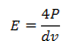 E = 4P / dv